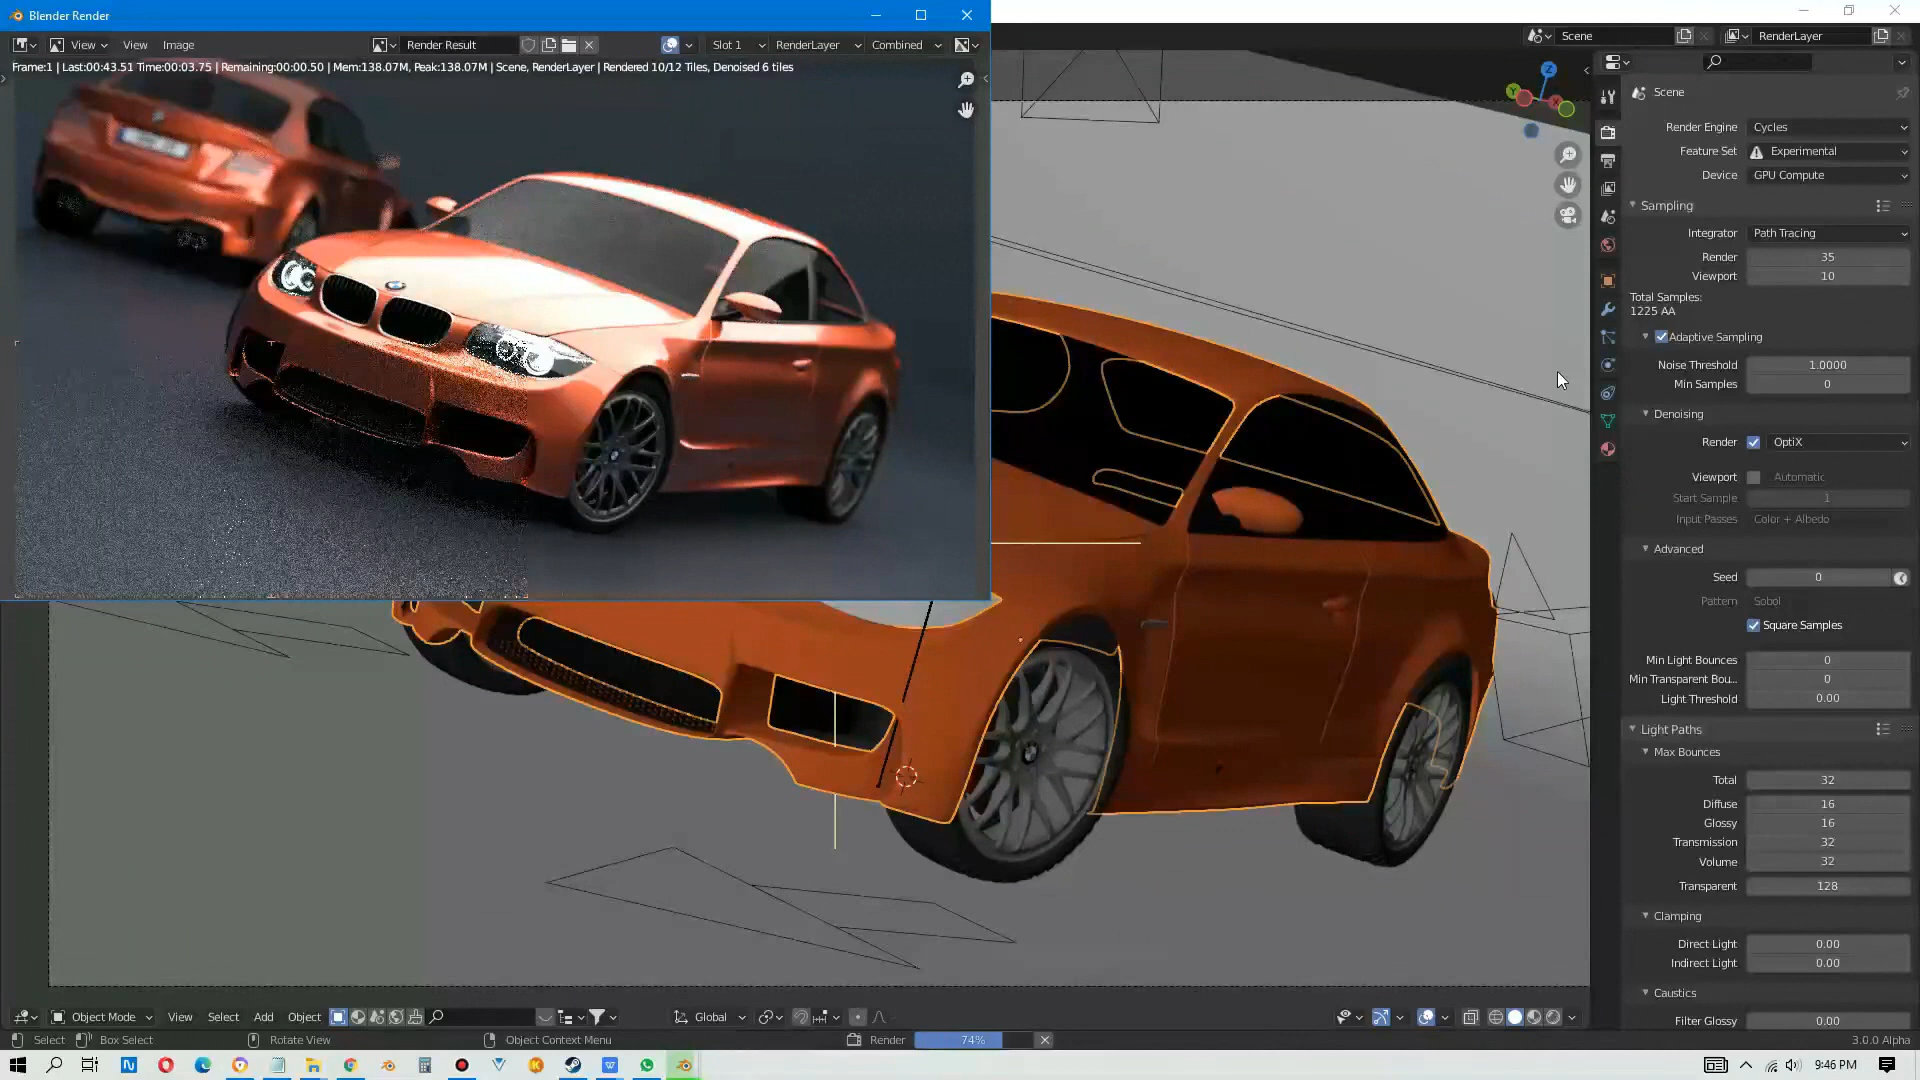 Blender Render
View View Image Render Result Slot 1 RenderLayer Combined
Frame:1 | Last:00:43.51 Time:00:03.75 | Remaining:00:00.50 | Mem:138.07M, Peak:138.07M | Scene, RenderLayer | Rendered 10/12 Tiles, Denoised 6 tiles
Scene RenderLayer
Z
Y
Scene
Render Engine Cycles
Feature Set Experimental
Device GPU Compute
Sampling
Integrator Path Tracing
Render 35
Viewport 10
Total Samples:
1225 AA
Adaptive Sampling
Noise Threshold 1.0000
Min Samples 0
Denoising
Render OptiX
Viewport Automatic
Start Sample 1
Input Passes Color + Albedo
Advanced
Seed 0
Pattern Sobol
Square Samples
Min Light Bounces 0
Min Transparent Bou... 0
Light Threshold 0.00
Light Paths
Max Bounces
Total 32
Diffuse 16
Glossy 16
Transmission 32
Volume 32
Transparent 128
Clamping
Direct Light 0.00
Indirect Light 0.00
Caustics
Filter Glossy 0.00
Object Mode View Select Add Object Global
Select Box Select Rotate View Object Context Menu Render 74% 3.0.0 Alpha
9:46 PM